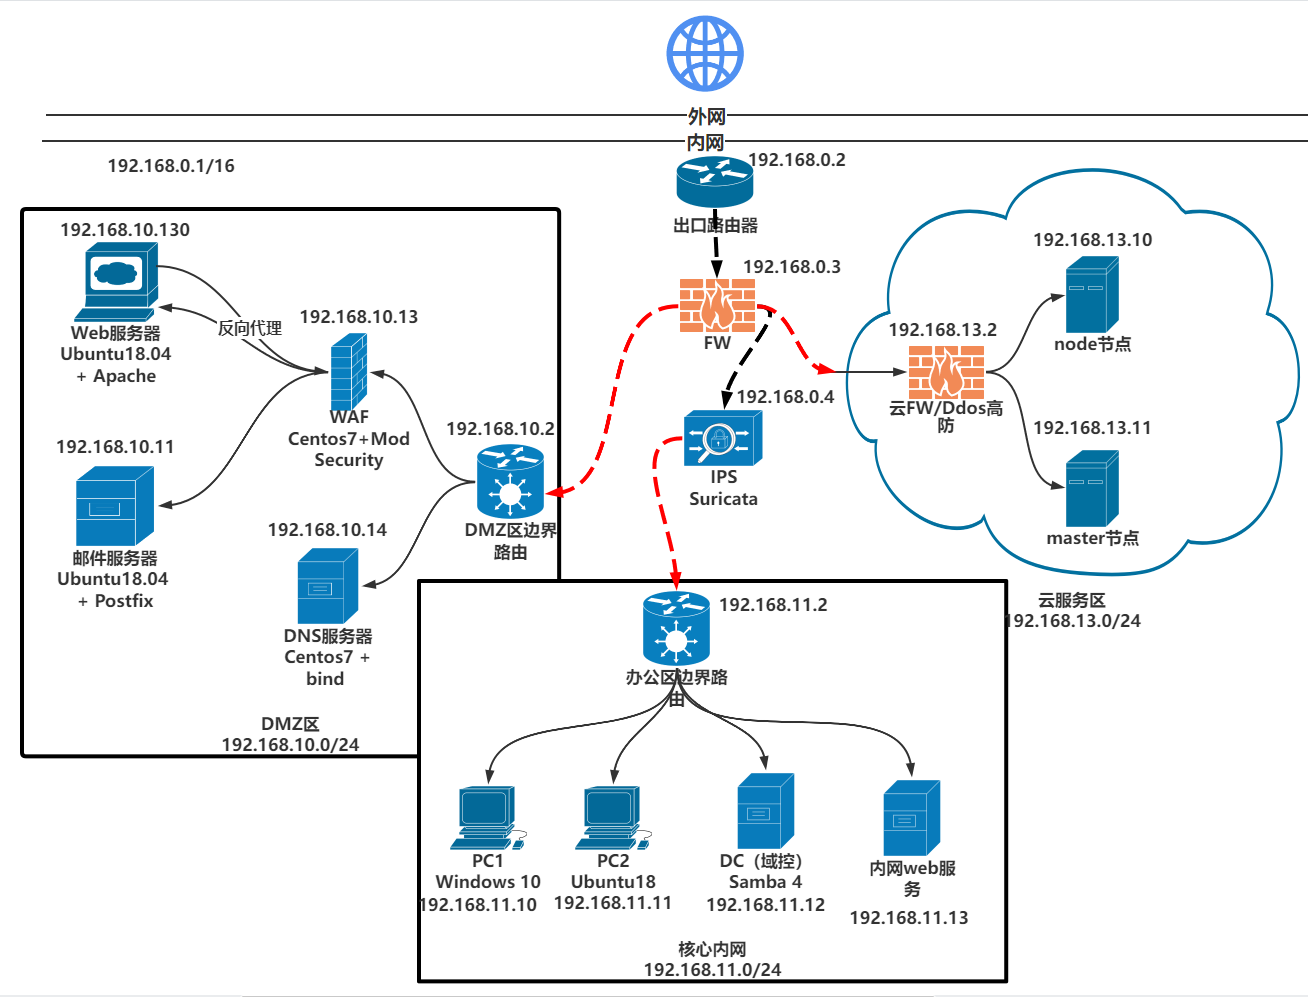 外网
内网
192.168.0.1/16
192.168.0.2
出口路由器
192.168.0.3
FW
192.168.0.4
IPS
Suricata
192.168.10.130
Web服务器
Ubuntu18.04
+ Apache
反向代理
192.168.10.13
WAF
Centos7+Mod
Security
192.168.10.11
邮件服务器
Ubuntu18.04
+ Postfix
192.168.10.2
DMZ区边界
路由
192.168.10.14
DNS服务器
Centos7 +
bind
DMZ区
192.168.10.0/24
192.168.13.10
node节点
192.168.13.2
云FW/Ddos高
防
192.168.13.11
master节点
云服务区
192.168.13.0/24
192.168.11.2
办公区边界路
由
PC1
Windows 10
192.168.11.10
PC2
Ubuntu18
192.168.11.11
DC（域控）
Samba 4
192.168.11.12
内网web服
务
192.168.11.13
核心内网
192.168.11.0/24